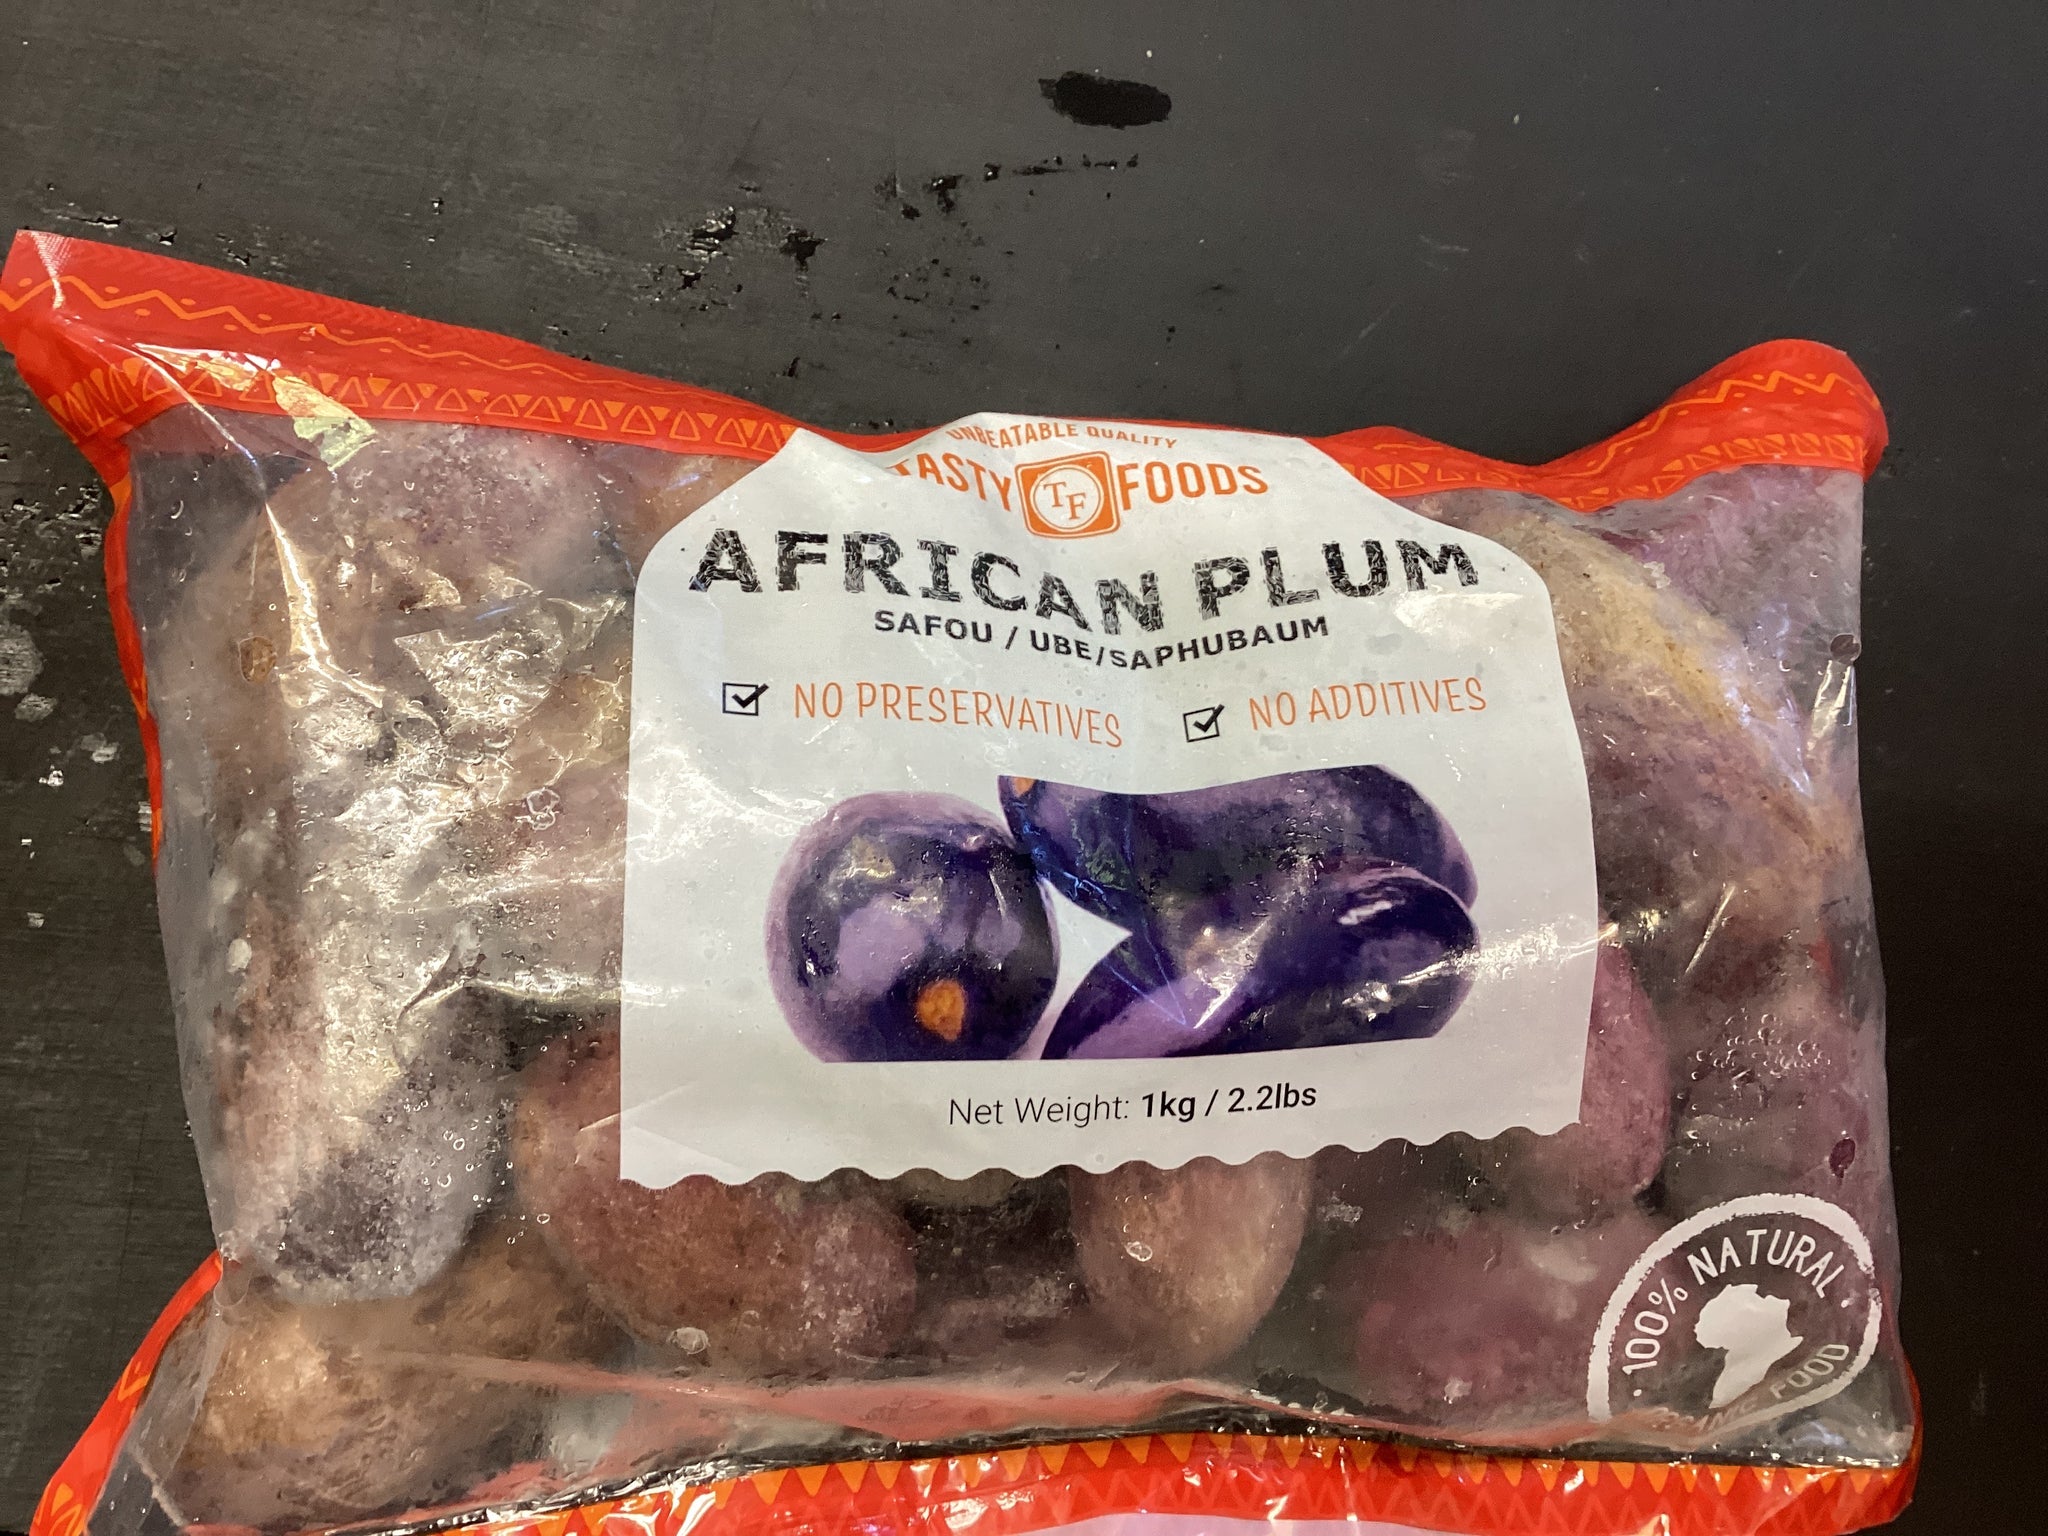 UNBEATABLE QUALITY
TASTY TF FOODS
AFRICAN PLUM
SAFOU / UBE/SAPHUBAUM
NO PRESERVATIVES NO ADDITIVES
Net Weight: 1kg / 2.2lbs
100% NATURAL
FOOD